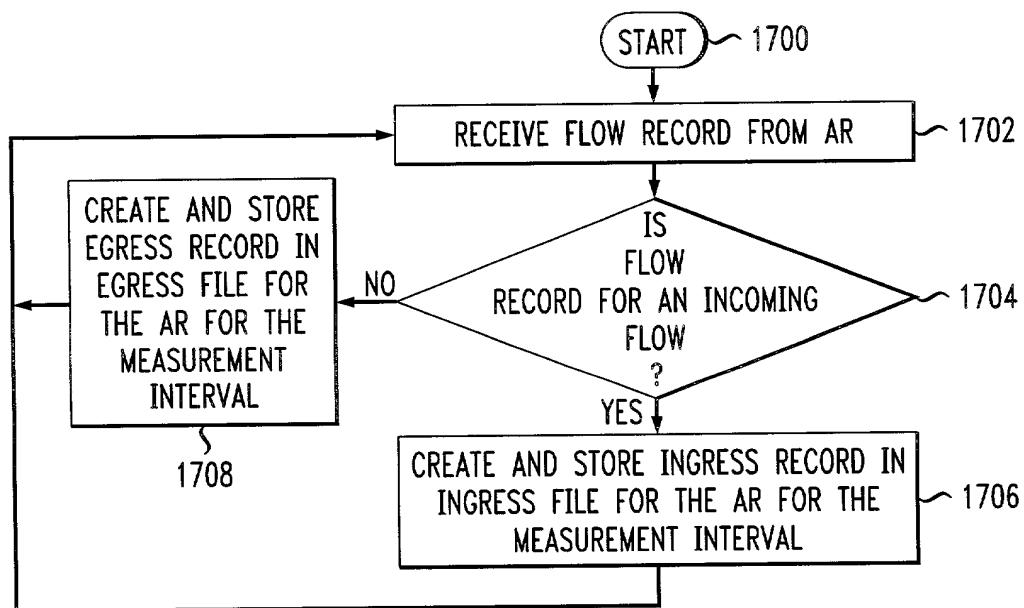 START
1700
RECEIVE FLOW RECORD FROM AR
1702
IS
FLOW
RECORD FOR AN INCOMING
FLOW
?
1704
NO
CREATE AND STORE
EGRESS RECORD IN
EGRESS FILE FOR
THE AR FOR THE
MEASUREMENT
INTERVAL
1708
YES
CREATE AND STORE INGRESS RECORD IN
INGRESS FILE FOR THE AR FOR THE
MEASUREMENT INTERVAL
1706